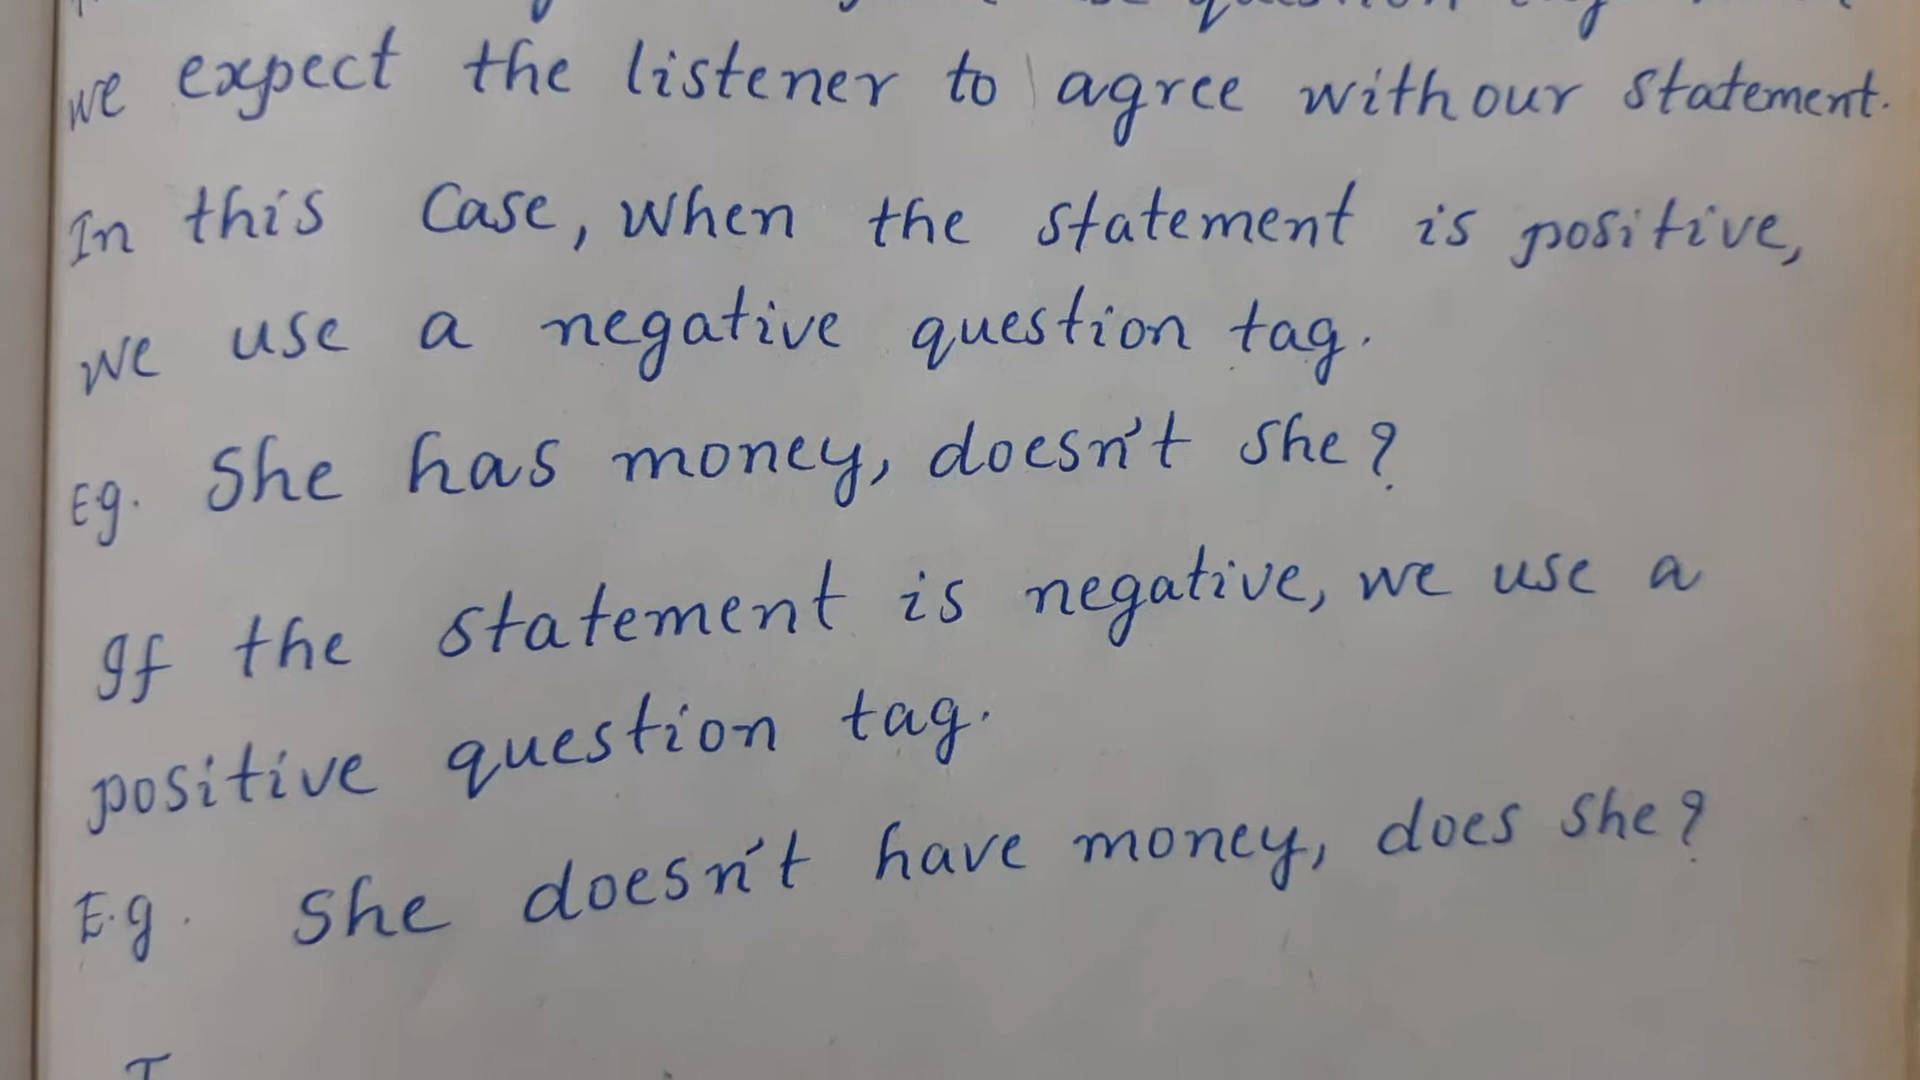 question tag
we expect the listener to agree with our statement.
In this Case, when the statement is positive,
we use a negative question tag.
Eg. She has money, doesn't she?
If the statement is negative, we use a
positive question tag.
E.g. She doesn't have money, does she?